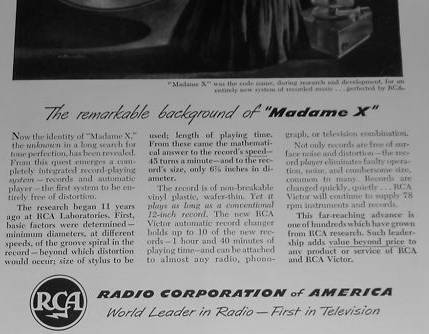 "Madame X" was the code name, during research and development, for an
entirely new system of recorded music . . . perfected by RCA.
The remarkable background of "Madame X"
Now the identity of "Madame X,"
the unknown in a long search for
tone perfection, has been revealed.
From this quest emerges a com-
pletely integrated record-playing
system — records and automatic
player — the first system to be en-
tirely free of distortion.
The research began 11 years
ago at RCA Laboratories. First,
basic factors were determined —
minimum diameters, at different
speeds, of the groove spiral in the
record — beyond which distortion
would occur; size of stylus to be
used; length of playing time.
From these came the mathemati-
cal answer to the record's speed—
45 turns a minute—and to the rec-
ord's size, only 6⅞ inches in di-
ameter.
The record is of non-breakable
vinyl plastic, wafer-thin. Yet it
plays as long as a conventional
12-inch record. The new RCA
Victor automatic record changer
holds up to 10 of the new rec-
ords — 1 hour and 40 minutes of
playing time—and can be attached
to almost any radio, phono-
graph, or television combination.
Not only records are free of sur-
face noise and distortion — the rec-
ord player eliminates faulty opera-
tion, noise, and cumbersome size,
common to many. Records are
changed quickly, quietly . . . RCA
Victor will continue to supply 78
rpm instruments and records.
This far-reaching advance is
one of hundreds which have grown
from RCA research. Such leader-
ship adds value beyond price to
any product or service of RCA
and RCA Victor.
RCA
RADIO CORPORATION of AMERICA
World Leader in Radio — First in Television